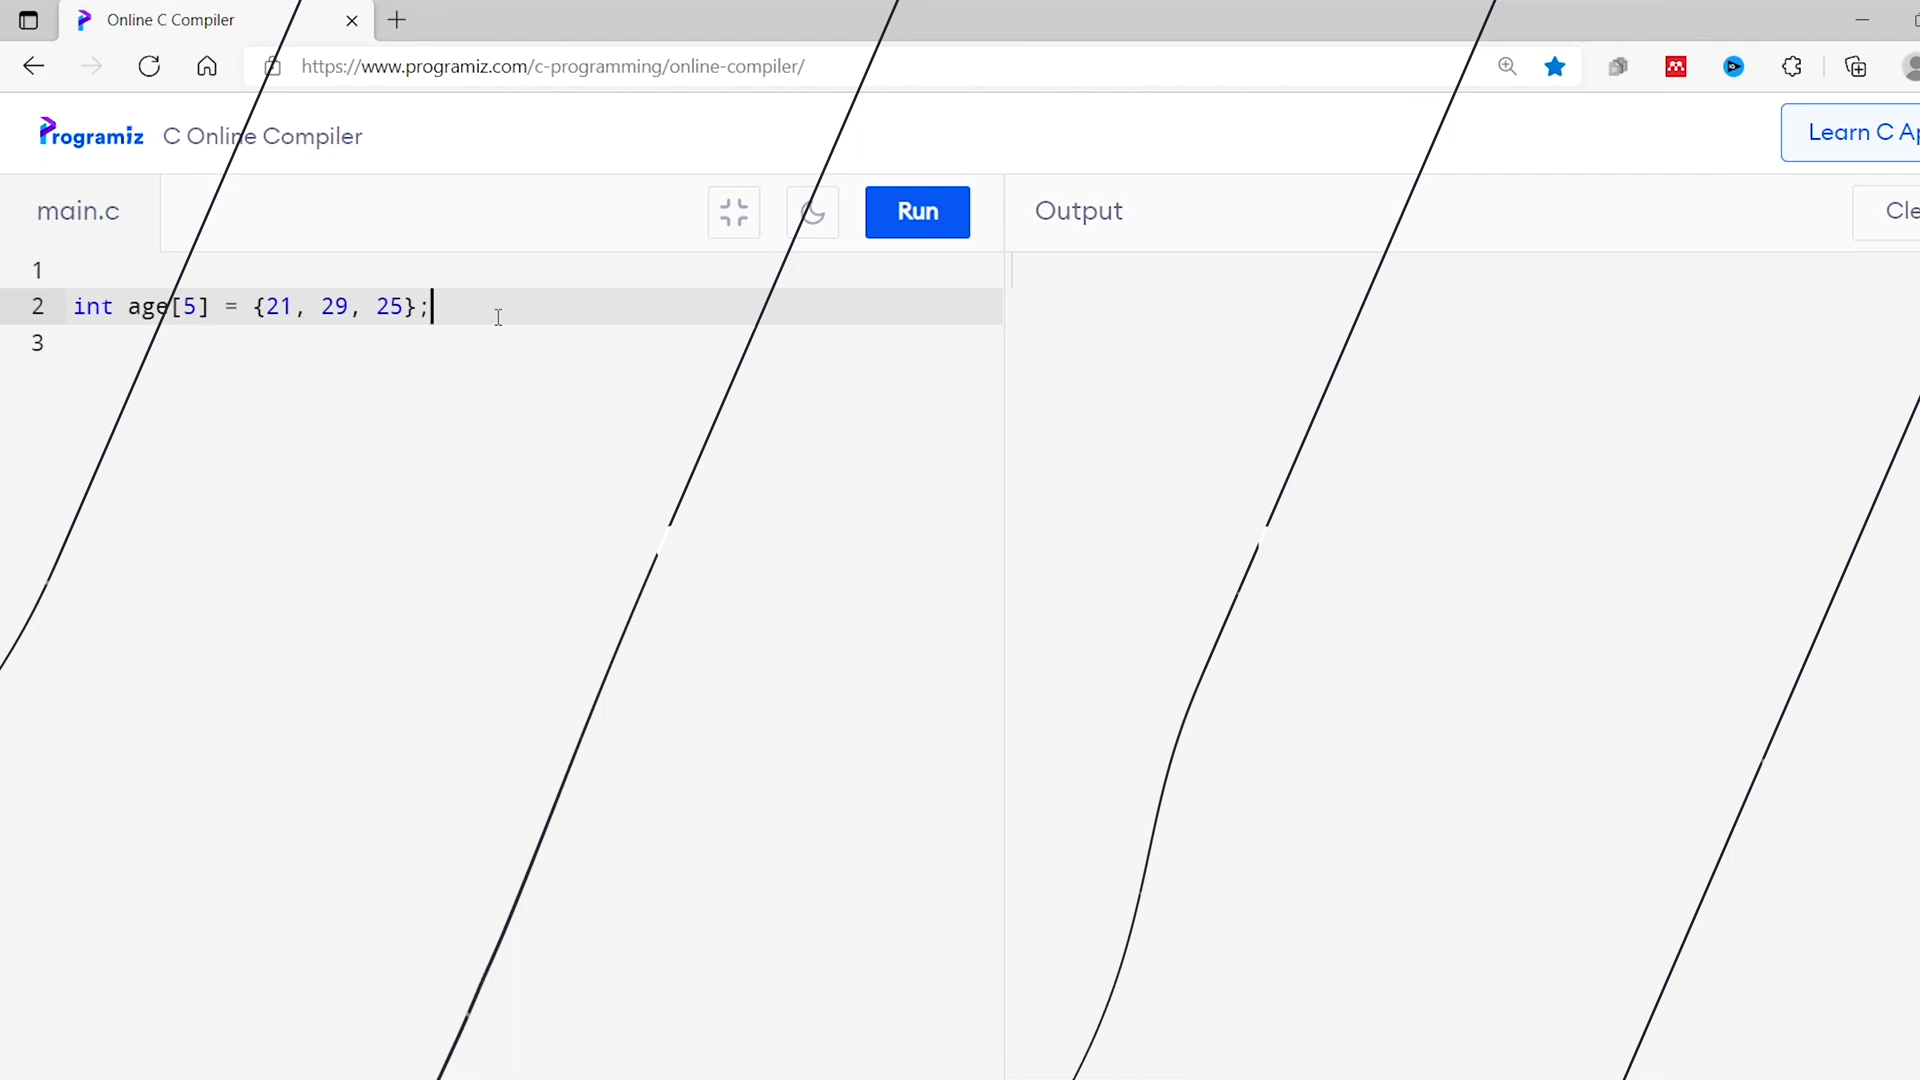 Online C Compiler
https://www.programiz.com/c-programming/online-compiler/
Programiz C Online Compiler
Learn C Ap
main.c
Run
Output
Cle
1
2 int age[5] = {21, 29, 25};
3